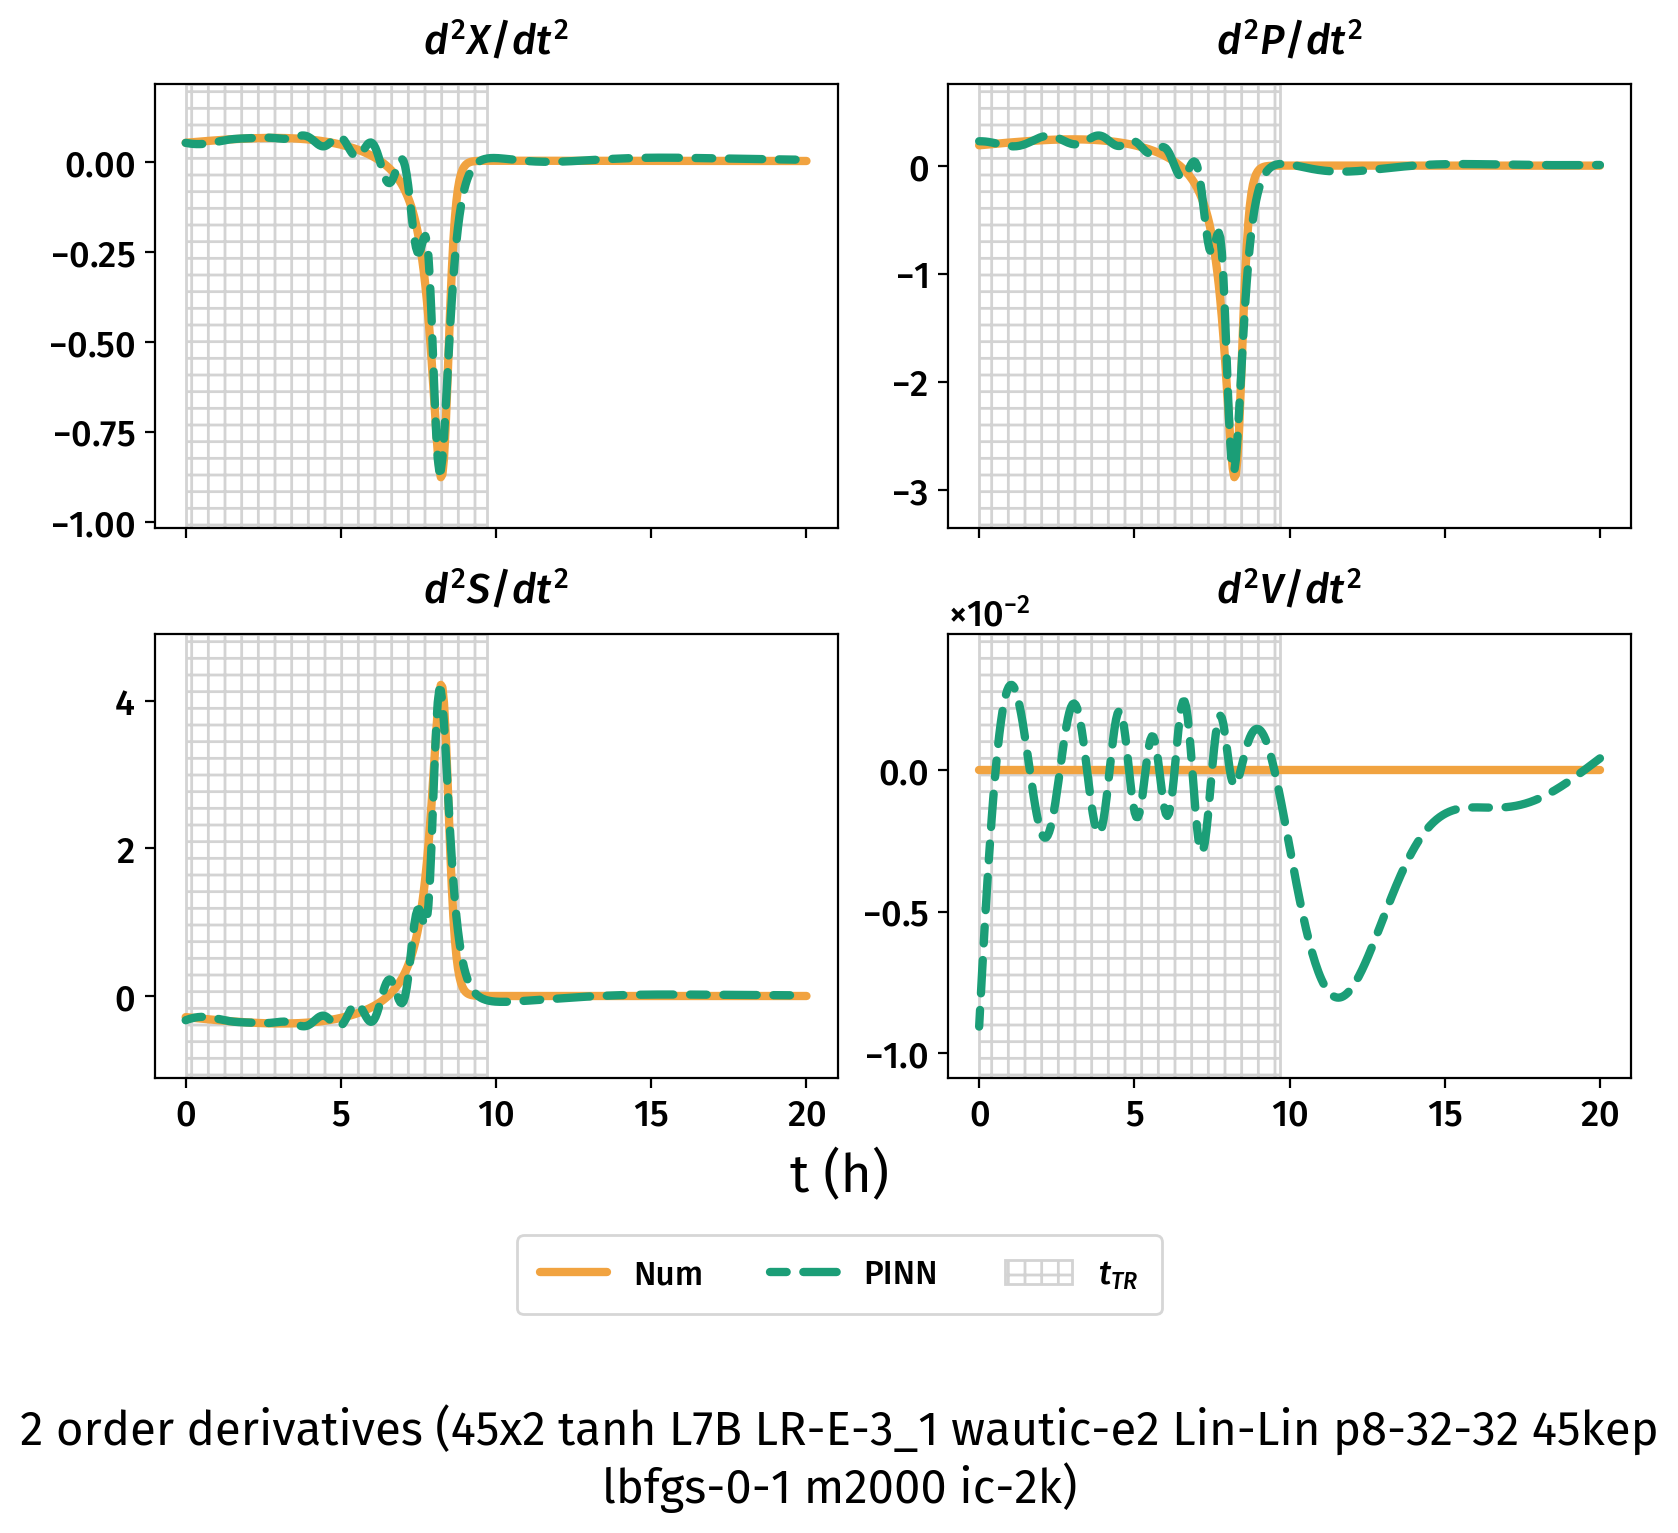 d²X/dt²
d²P/dt²
0.00
−0.25
−0.50
−0.75
−1.00
0
−1
−2
−3
d²S/dt²
d²V/dt²
×10⁻²
4
2
0
0.0
−0.5
−1.0
0 5 10 15 20
0 5 10 15 20
t (h)
Num PINN t_TR
2 order derivatives (45x2 tanh L7B LR-E-3_1 wautic-e2 Lin-Lin p8-32-32 45kep
lbfgs-0-1 m2000 ic-2k)